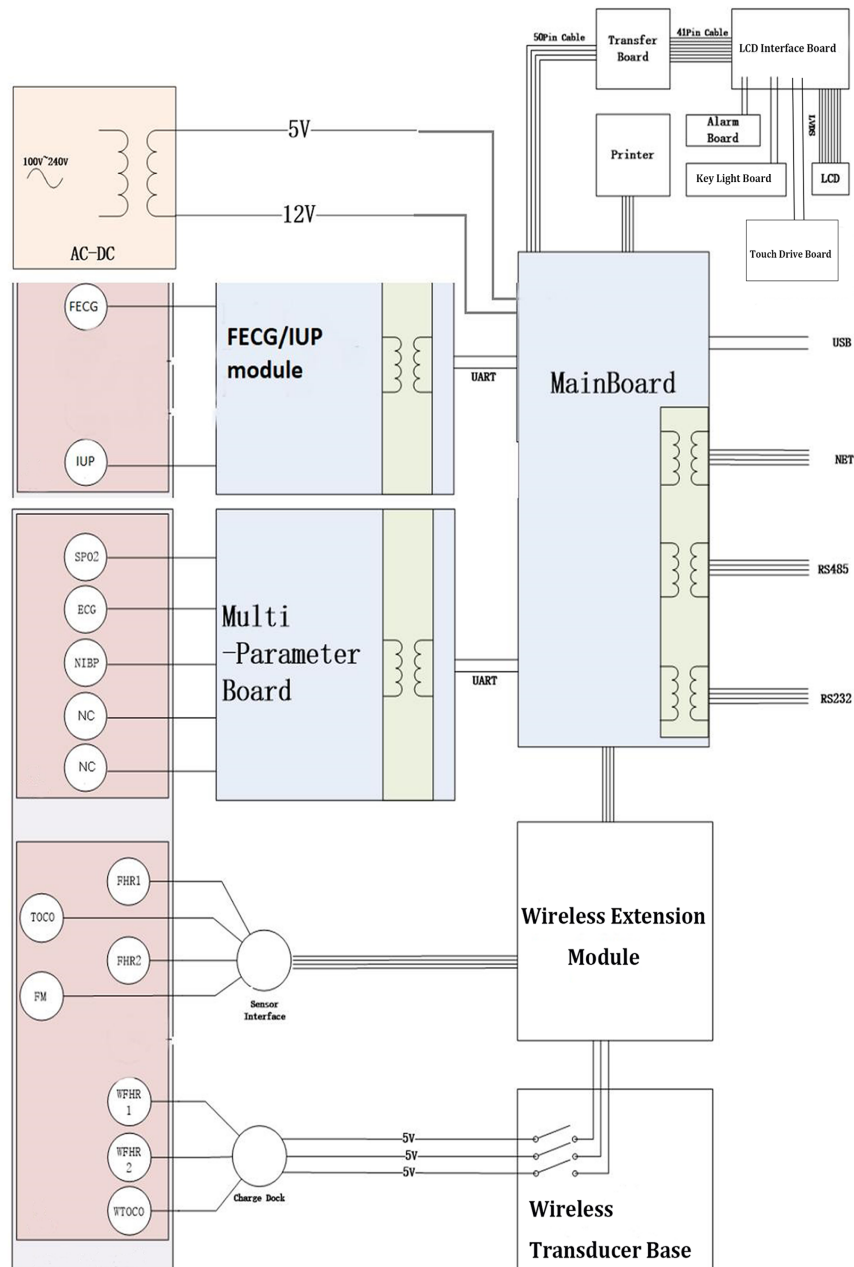 50Pin Cable
Transfer
Board
41Pin Cable
LCD Interface Board
Alarm
Board
LVDS
Key Light Board
LCD
Touch Drive Board
Printer
100V~240V
AC-DC
5V
12V
FECG
IUP
FECG/IUP
module
UART
MainBoard
USB
NET
RS485
RS232
SPO2
ECG
NIBP
NC
NC
Multi
-Parameter
Board
UART
FHR1
TOCO
FHR2
FM
Sensor
Interface
Wireless Extension
Module
WFHR
1
WFHR
2
WTOCO
Charge Dock
5V
5V
5V
Wireless
Transducer Base